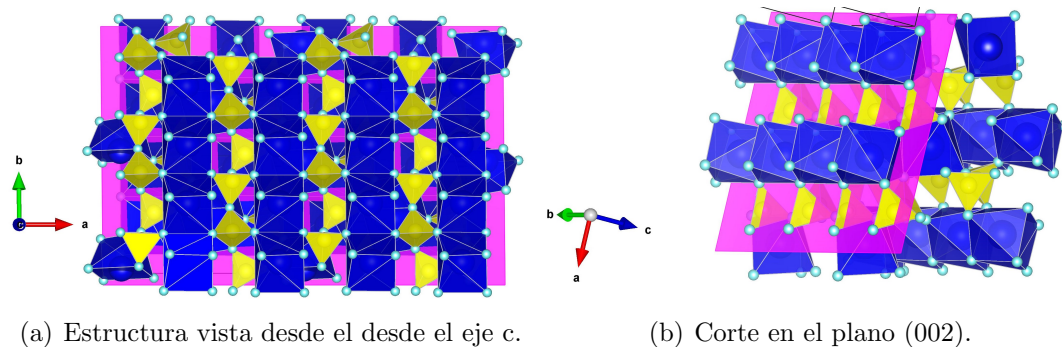 b
a
c
b
c
a
(a) Estructura vista desde el desde el eje c.
(b) Corte en el plano (002).